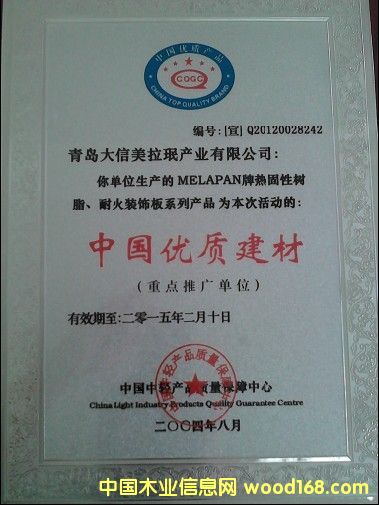 中国优质产品
CQGC
CHINA TOP QUALITY BRAND
编号:[宣] Q20120028242
青岛大信美拉珉产业有限公司:
你单位生产的 MELAPAN牌热固性树
脂、耐火装饰板系列产品 为本次活动的:
中国优质建材
(重点推广单位)
有效期至:二零一五年二月十日
中国中轻产品质量保障中心
China Light Industry Products Quality Guarantee Centre
二〇〇四年八月
中国木业信息网 wood168.com